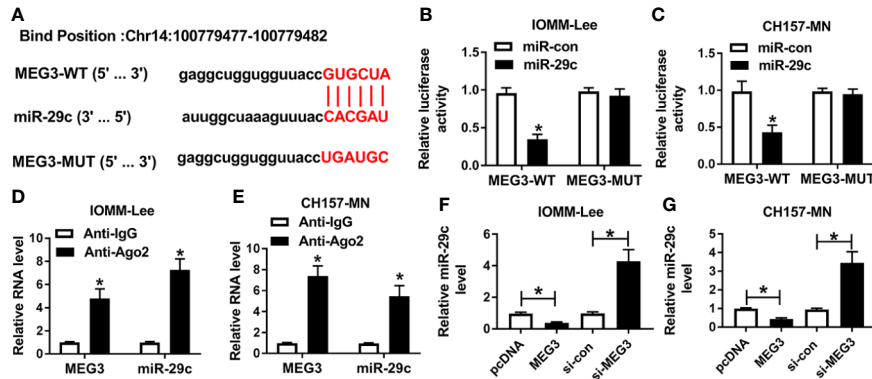 A
Bind Position :Chr14:100779477-100779482
MEG3-WT (5' ... 3') gaggcuggugguuaccGUGCUA
miR-29c (3' ... 5') auuggcuaaaguuuacCACGAU
MEG3-MUT (5' ... 3') gaggcuggugguuaccUGAUGC
B
IOMM-Lee
Relative luciferase
activity
1.5
1.0
0.5
0.0
miR-con
miR-29c
*
MEG3-WT MEG3-MUT
C
CH157-MN
Relative luciferase
activity
1.5
1.0
0.5
0.0
miR-con
miR-29c
*
MEG3-WT MEG3-MUT
D
IOMM-Lee
Relative RNA level
10
8
6
4
2
0
Anti-IgG
Anti-Ago2
* *
MEG3 miR-29c
E
CH157-MN
Relative RNA level
10
8
6
4
2
0
Anti-IgG
Anti-Ago2
* *
MEG3 miR-29c
F
IOMM-Lee
Relative miR-29c
level
6
4
2
0
* *
pcDNA MEG3 si-con si-MEG3
G
CH157-MN
Relative miR-29c
level
5
4
3
2
1
0
* *
pcDNA MEG3 si-con si-MEG3